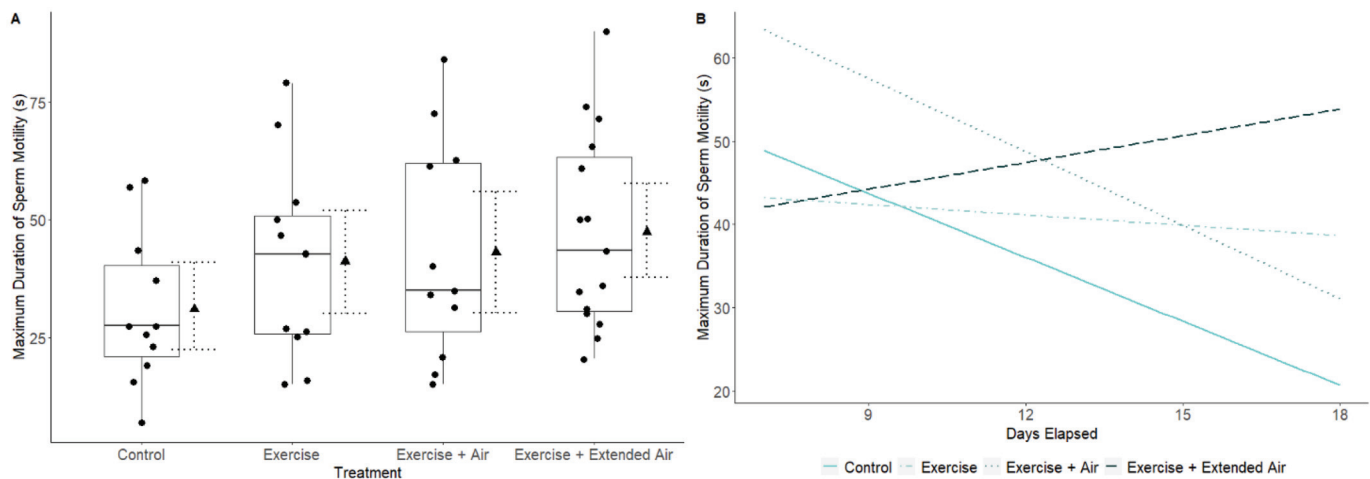 A
Maximum Duration of Sperm Motility (s)
75
50
25
Control Exercise Exercise + Air Exercise + Extended Air
Treatment
B
Maximum Duration of Sperm Motility (s)
60
50
40
30
20
9 12 15 18
Days Elapsed
Control Exercise Exercise + Air Exercise + Extended Air